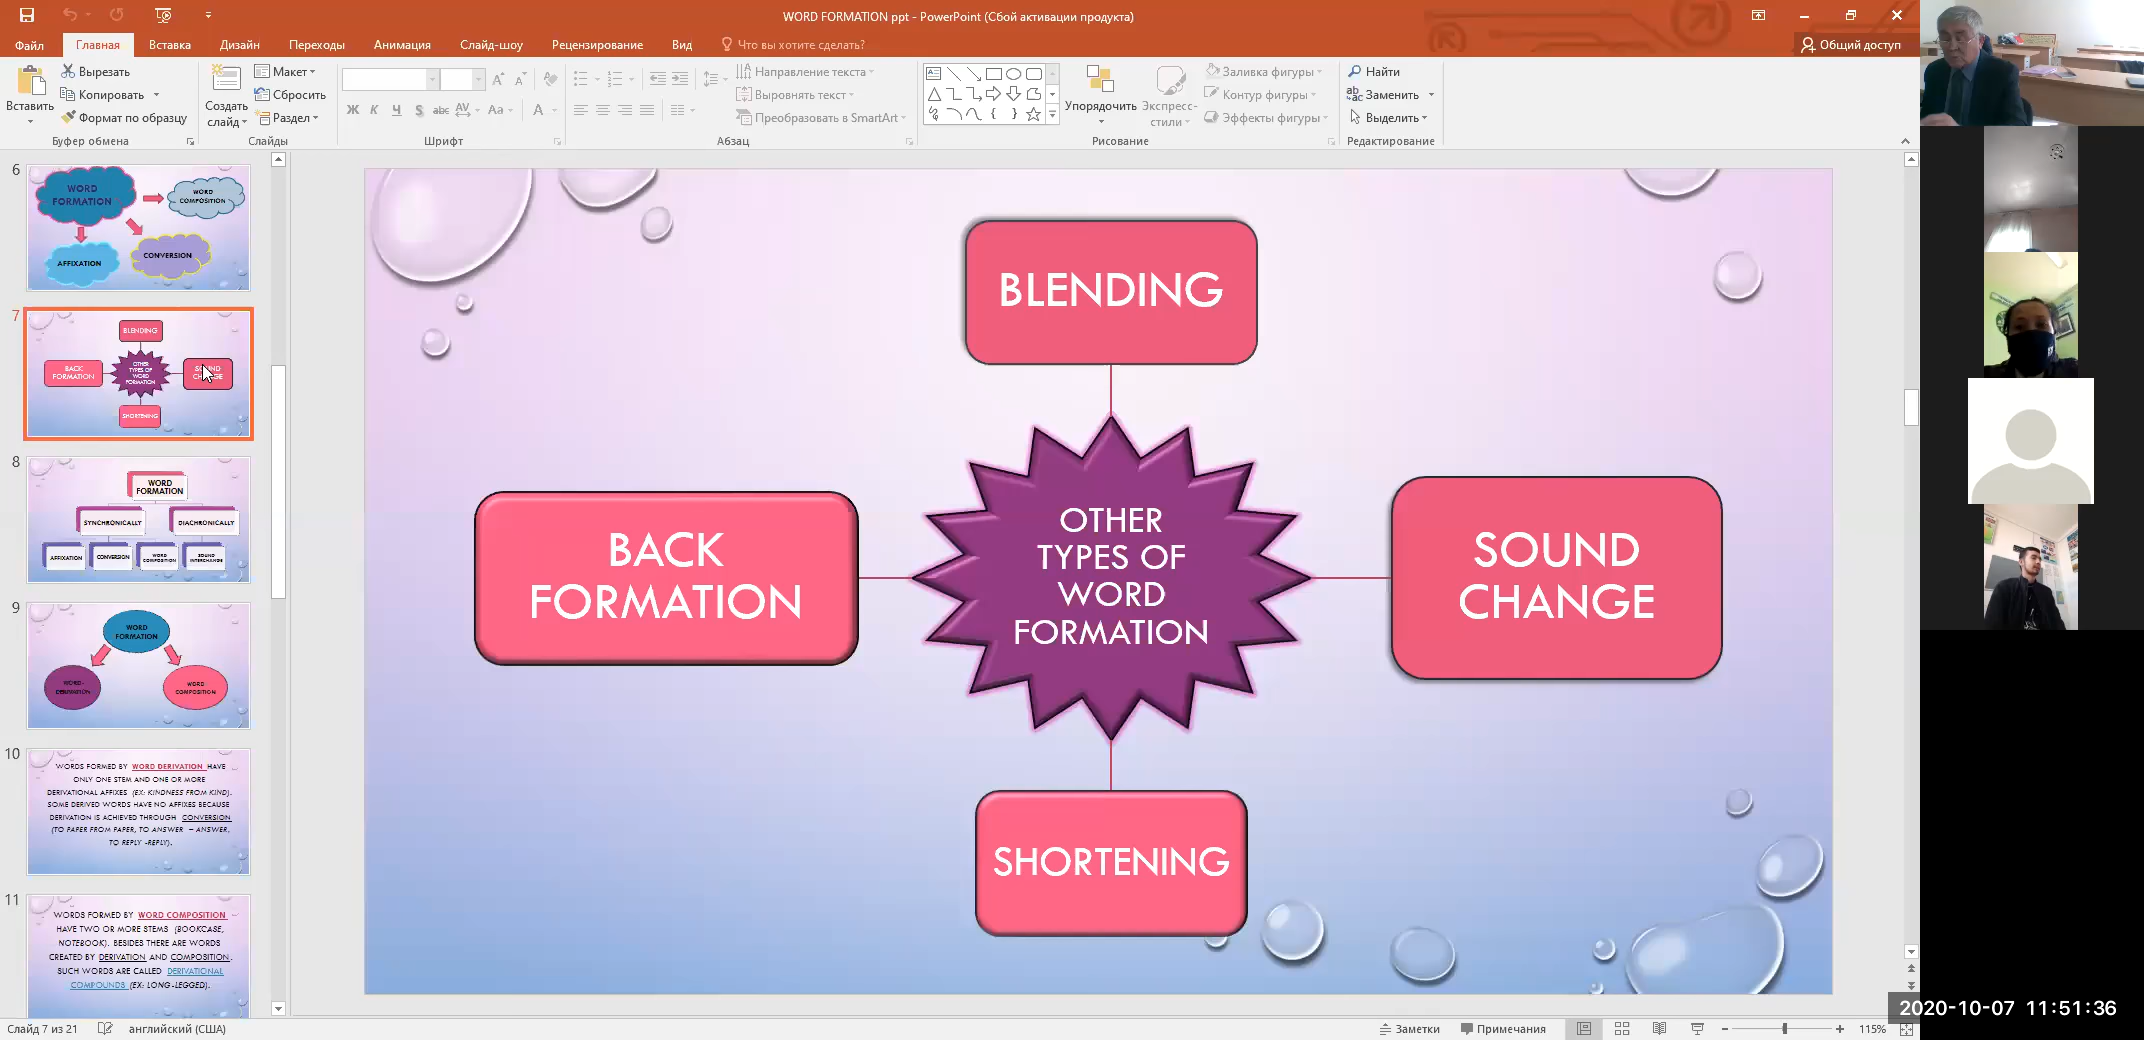 WORD FORMATION ppt - PowerPoint (Сбой активации продукта)
Файл
Главная
Вставка
Дизайн
Переходы
Анимация
Слайд-шоу
Рецензирование
Вид
Что вы хотите сделать?
Общий доступ
Вставить
Вырезать
Копировать
Формат по образцу
Буфер обмена
Создать
слайд
Макет
Сбросить
Раздел
Слайды
Ж К Ч S abc AV Aa A
Шрифт
Направление текста
Выровнять текст
Преобразовать в SmartArt
Абзац
Упорядочить
Экспресс-
стили
Заливка фигуры
Контур фигуры
Эффекты фигуры
Рисование
Найти
Заменить
Выделить
Редактирование
6
WORD
FORMATION
WORD
COMPOSITION
AFFIXATION
CONVERSION
7
BLENDING
BACK
FORMATION
OTHER
TYPES OF
WORD
FORMATION
SOUND
CHANGE
SHORTENING
8
WORD
FORMATION
SYNCHRONICALLY
DIACHRONICALLY
AFFIXATION
CONVERSION
WORD
COMPOSITION
SOUND
INTERCHANGE
9
WORD
FORMATION
WORD-
DERIVATION
WORD
COMPOSITION
10
WORDS FORMED BY WORD DERIVATION HAVE
ONLY ONE STEM AND ONE OR MORE
DERIVATIONAL AFFIXES (EX: KINDNESS FROM KIND).
SOME DERIVED WORDS HAVE NO AFFIXES BECAUSE
DERIVATION IS ACHIEVED THROUGH CONVERSION
(TO PAPER FROM PAPER, TO ANSWER – ANSWER,
TO REPLY -REPLY).
11
WORDS FORMED BY WORD COMPOSITION
HAVE TWO OR MORE STEMS (BOOKCASE,
NOTEBOOK). BESIDES THERE ARE WORDS
CREATED BY DERIVATION AND COMPOSITION.
SUCH WORDS ARE CALLED DERIVATIONAL
COMPOUNDS (EX: LONG-LEGGED).
BLENDING
BACK
FORMATION
OTHER
TYPES OF
WORD
FORMATION
SOUND
CHANGE
SHORTENING
2020-10-07 11:51:36
Слайд 7 из 21
английский (США)
Заметки
Примечания
115%